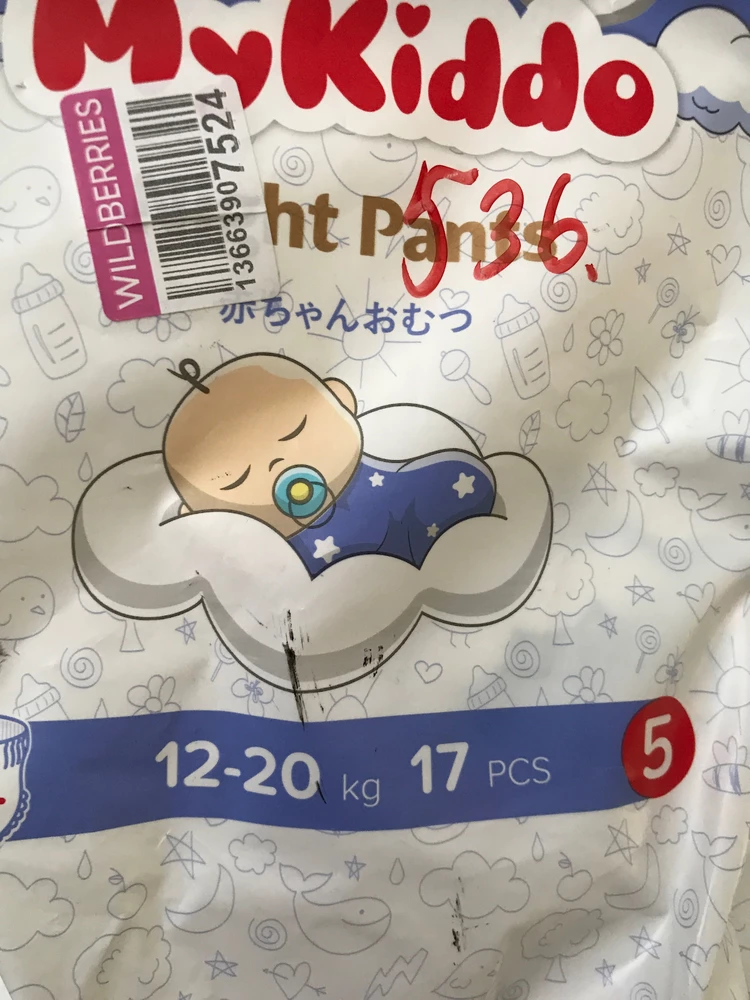 MyKiddo
WILDBERRIES
13663907524
ht Pants
536.
赤ちゃんおむつ
12-20 kg 17 PCS 5